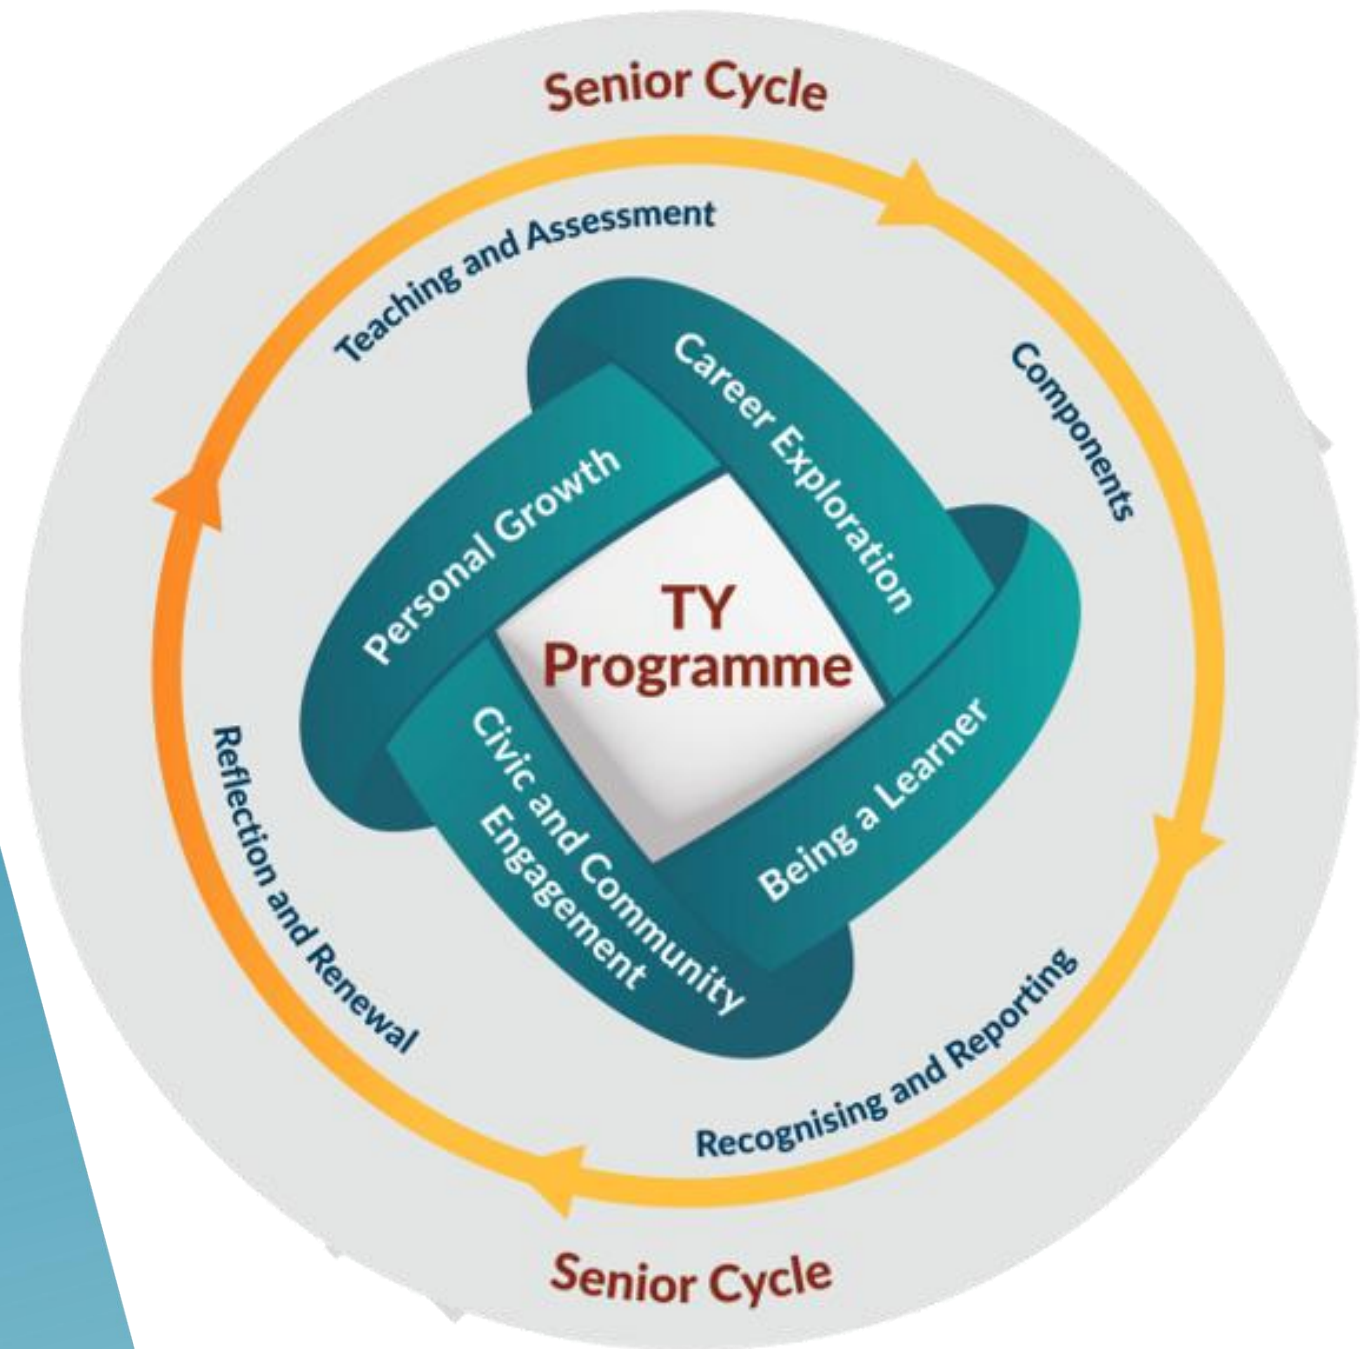 Senior Cycle
Teaching and Assessment
Components
Career Exploration
Personal Growth
TY
Programme
Being a Learner
Civic and Community
Engagement
Reflection and Renewal
Recognising and Reporting
Senior Cycle